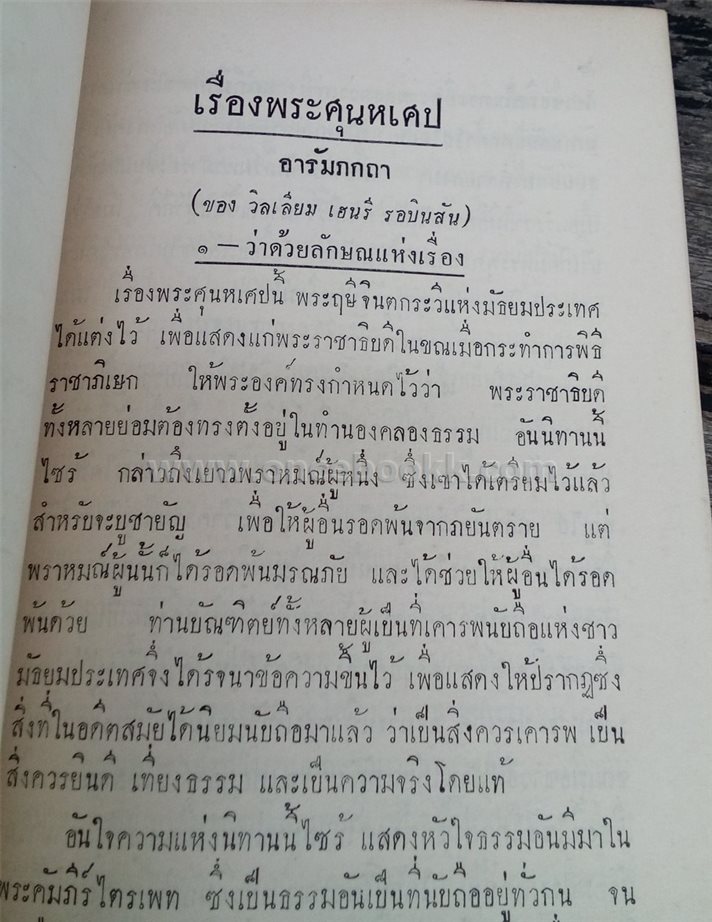 เรื่องพระศุนหเศป
อารัมภกถา
(ของ วิลเลียม เฮนรี รอบินสัน)
๑ — ว่าด้วยลักษณแห่งเรื่อง
เรื่องพระศุนหเศปนี้ พระฤษีจินตกระวีแห่งมัธยมประเทศ
ได้แต่งไว้ เพื่อแสดงแก่พระราชาธิบดีในขณเมื่อกระทำการพิธี
ราชาภิเษก ให้พระองค์ทรงกำหนดไว้ว่า พระราชาธิบดี
ทั้งหลายย่อมต้องทรงตั้งอยู่ในทำนองคลองธรรม อันนิทานนี้
ไซร้ กล่าวถึงเยาวพราหมณ์ผู้หนึ่ง ซึ่งเขาได้เตรียมไว้แล้ว
สำหรับจะบูชายัญ เพื่อให้ผู้อื่นรอดพ้นจากภยันตราย แต่
พราหมณ์ผู้นั้นก็ได้รอดพ้นมรณภัย และได้ช่วยให้ผู้อื่นได้รอด
พ้นด้วย ท่านบัณฑิตย์ทั้งหลายผู้เป็นที่เคารพนับถือแห่งชาว
มัธยมประเทศจึ่งได้รจนาข้อความขึ้นไว้ เพื่อแสดงให้ปรากฏซึ่ง
สิ่งที่ในอดีตสมัยได้นิยมนับถือมาแล้ว ว่าเป็นสิ่งควรเคารพ เป็น
สิ่งควรยินดี เที่ยงธรรม และเป็นความจริงโดยแท้
อันใจความแห่งนิทานนี้ไซร้ แสดงหัวใจธรรมอันมีมาใน
พระคัมภีร์ไตรเพท ซึ่งเป็นธรรมอันเป็นที่นับถืออยู่ทั่วกัน จน